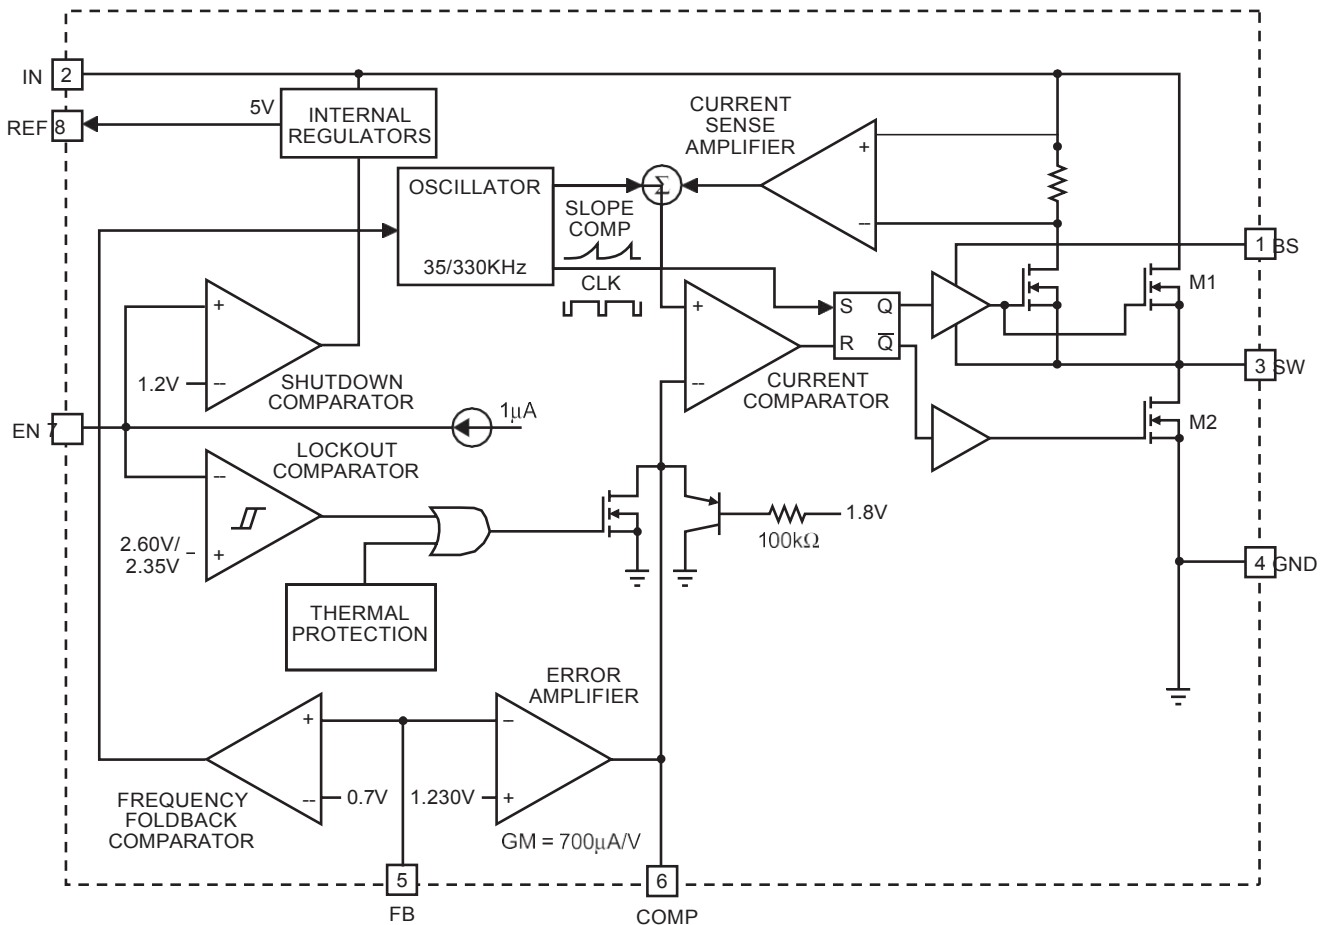 IN 2
REF 8
5V
INTERNAL
REGULATORS
CURRENT
SENSE
AMPLIFIER
+
--
OSCILLATOR
35/330KHz
Σ
SLOPE
COMP
CLK
1 BS
+
1.2V
--
SHUTDOWN
COMPARATOR
+
--
CURRENT
COMPARATOR
S Q
R Q̅
M1
3 SW
M2
EN 7
1µA
LOCKOUT
COMPARATOR
--
+
2.60V/
2.35V
1.8V
100kΩ
4 GND
THERMAL
PROTECTION
ERROR
AMPLIFIER
+
--
0.7V
FREQUENCY
FOLDBACK
COMPARATOR
–
+
1.230V
GM = 700µA/V
5
FB
6
COMP